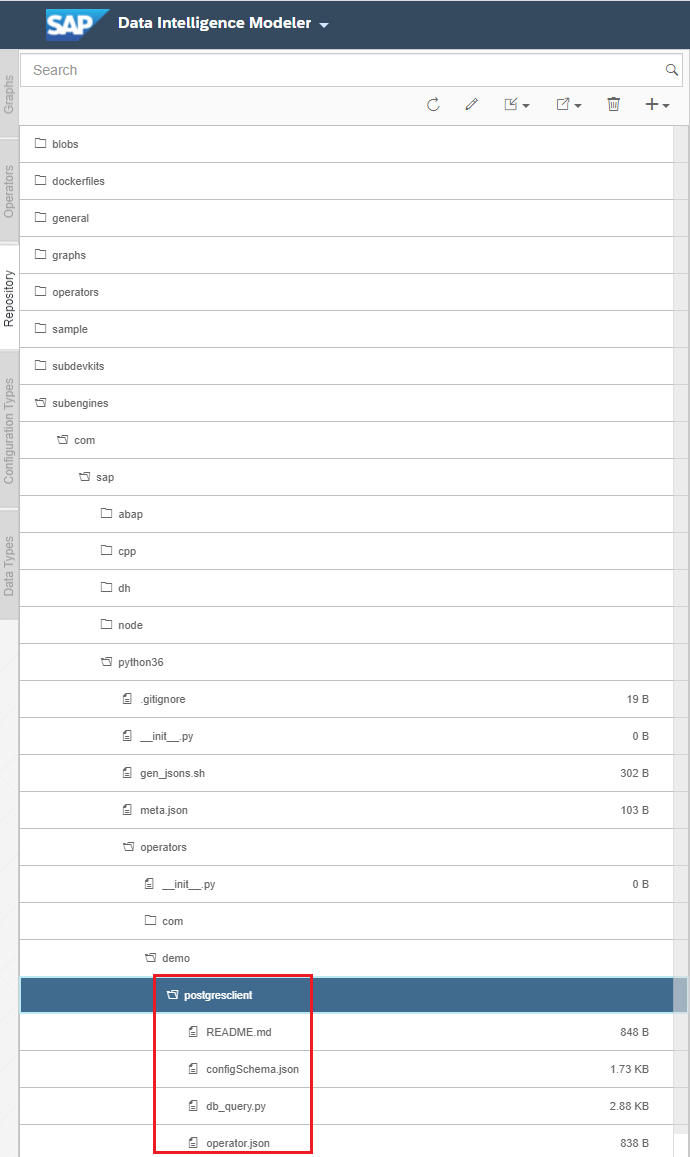 SAP Data Intelligence Modeler
Search
Graphs
Operators
Repository
Configuration Types
Data Types
blobs
dockerfiles
general
graphs
operators
sample
subdevkits
subengines
com
sap
abap
cpp
dh
node
python36
.gitignore 19 B
__init__.py 0 B
gen_jsons.sh 302 B
meta.json 103 B
operators
__init__.py 0 B
com
demo
postgresclient
README.md 848 B
configSchema.json 1.73 KB
db_query.py 2.88 KB
operator.json 838 B